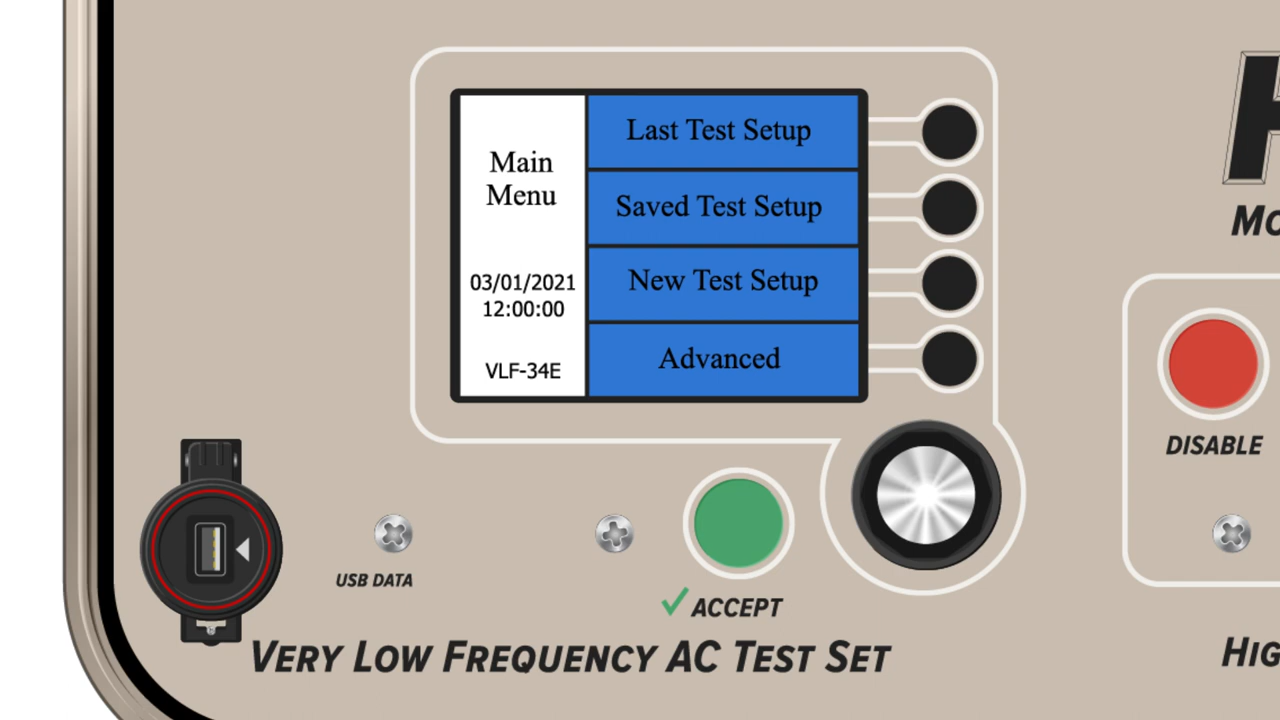 Main
Menu
03/01/2021
12:00:00
VLF-34E
Last Test Setup
Saved Test Setup
New Test Setup
Advanced
DISABLE
USB DATA
ACCEPT
VERY LOW FREQUENCY AC TEST SET